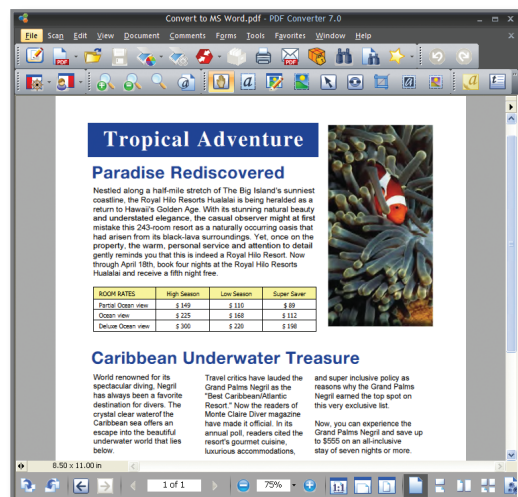 Convert to MS Word.pdf - PDF Converter 7.0
File Scan Edit View Document Comments Forms Tools Favorites Window Help
Tropical Adventure
Paradise Rediscovered
Nestled along a half-mile stretch of The Big Island's sunniest
coastline, the Royal Hilo Resorts Hualalai is being heralded as a
return to Hawaii's Golden Age. With its stunning natural beauty
and understated elegance, the casual observer might at first
mistake this 243-room resort as a naturally occurring oasis that
had arisen from its black-lava surroundings. Yet, once on the
property, the warm, personal service and attention to detail
gently reminds you that this is indeed a Royal Hilo Resort. Now
through April 18th, book four nights at the Royal Hilo Resorts
Hualalai and receive a fifth night free.
ROOM RATES High Season Low Season Super Saver
Partial Ocean view $ 149 $ 110 $ 89
Ocean view $ 225 $ 168 $ 112
Deluxe Ocean view $ 300 $ 220 $ 198
Caribbean Underwater Treasure
World renowned for its
spectacular diving, Negril
has always been a favorite
destination for divers. The
crystal clear waterof the
Caribbean sea offers an
escape into the beautiful
underwater world that lies
below.
Travel critics have lauded the
Grand Palms Negril as the
"Best Caribbean/Atlantic
Resort." Now the readers of
Monte Claire Diver magazine
have made it official. In its
annual poll, readers cited the
resort's gourmet cuisine,
luxurious accommodations,
and super inclusive policy as
reasons why the Grand Palms
Negril earned the top spot on
this very exclusive list.
Now, you can experience the
Grand Palms Negril and save up
to $555 on an all-inclusive
stay of seven nights or more.
8.50 x 11.00 in
1 of 1
75%
1:1